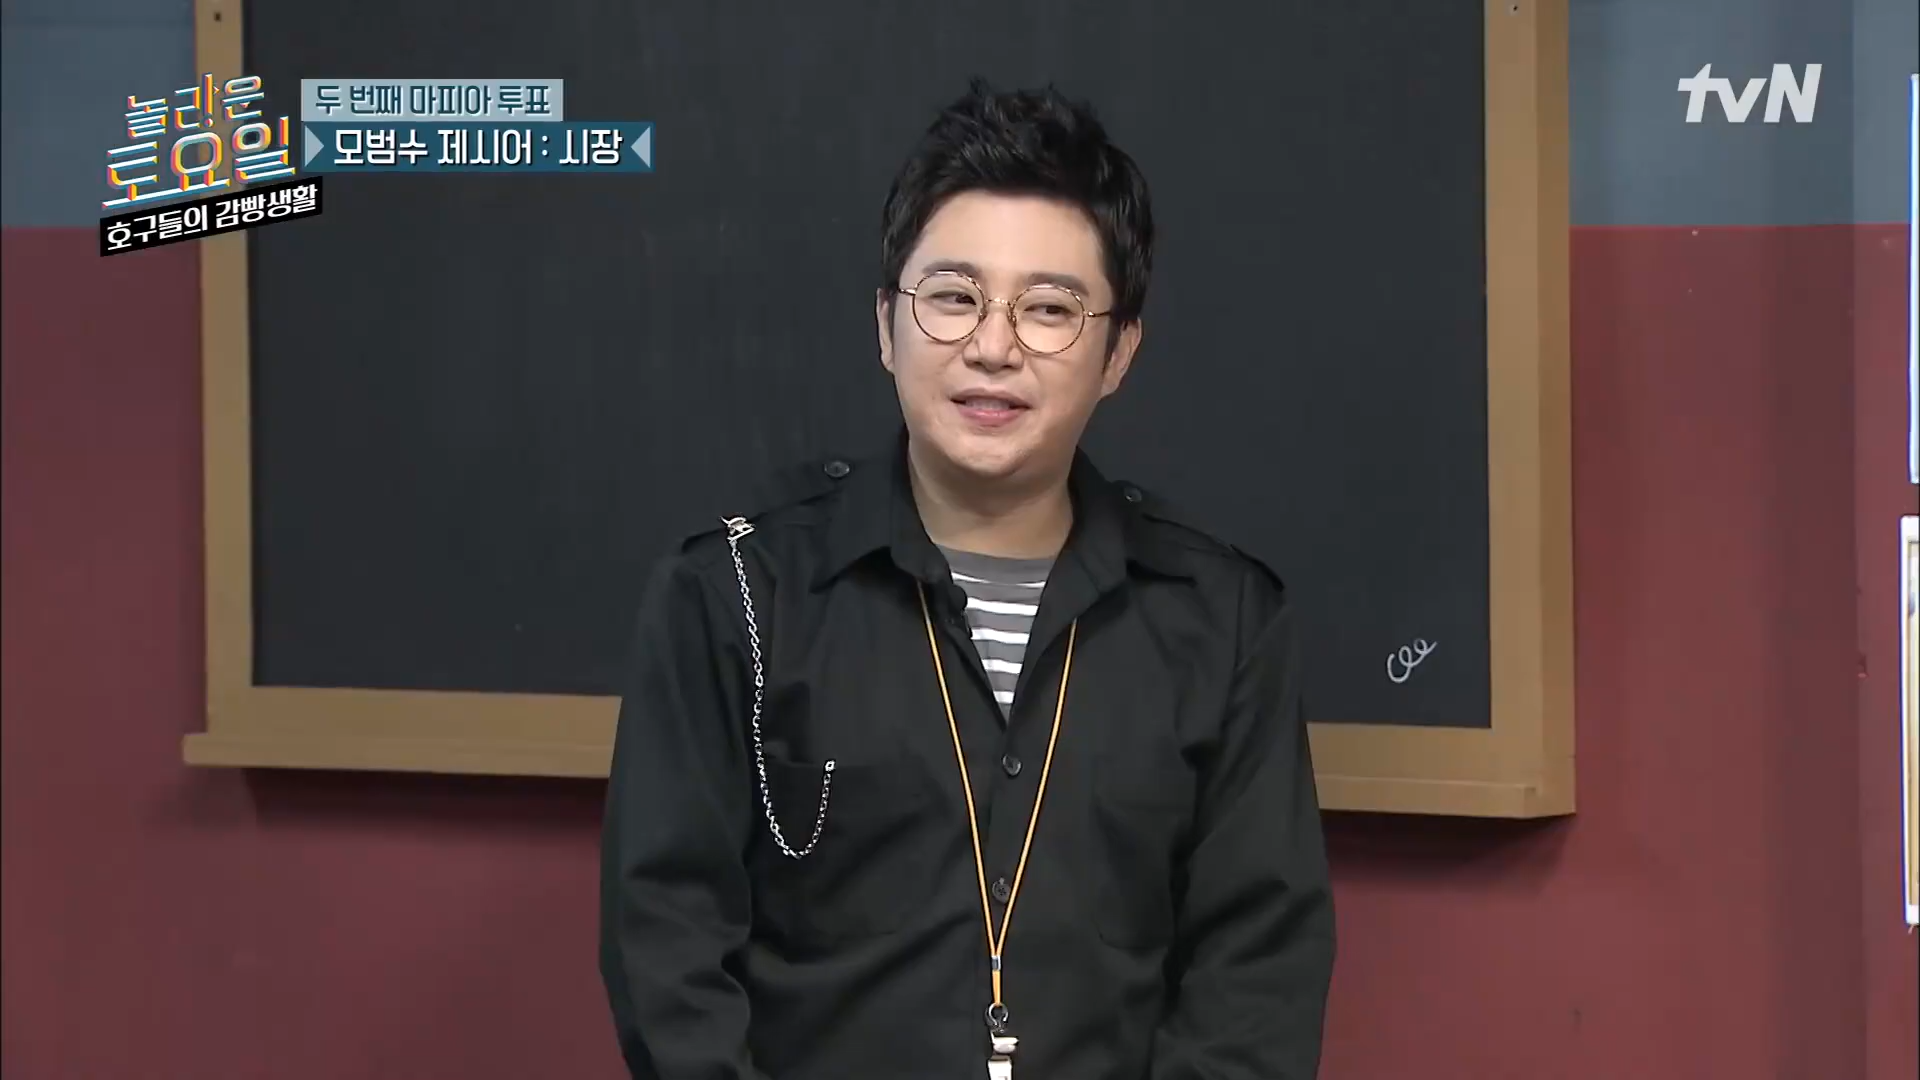 놀라운
토요일
호구들의 감빵생활
두 번째 마피아 투표
모범수 제시어 : 시장
tvN